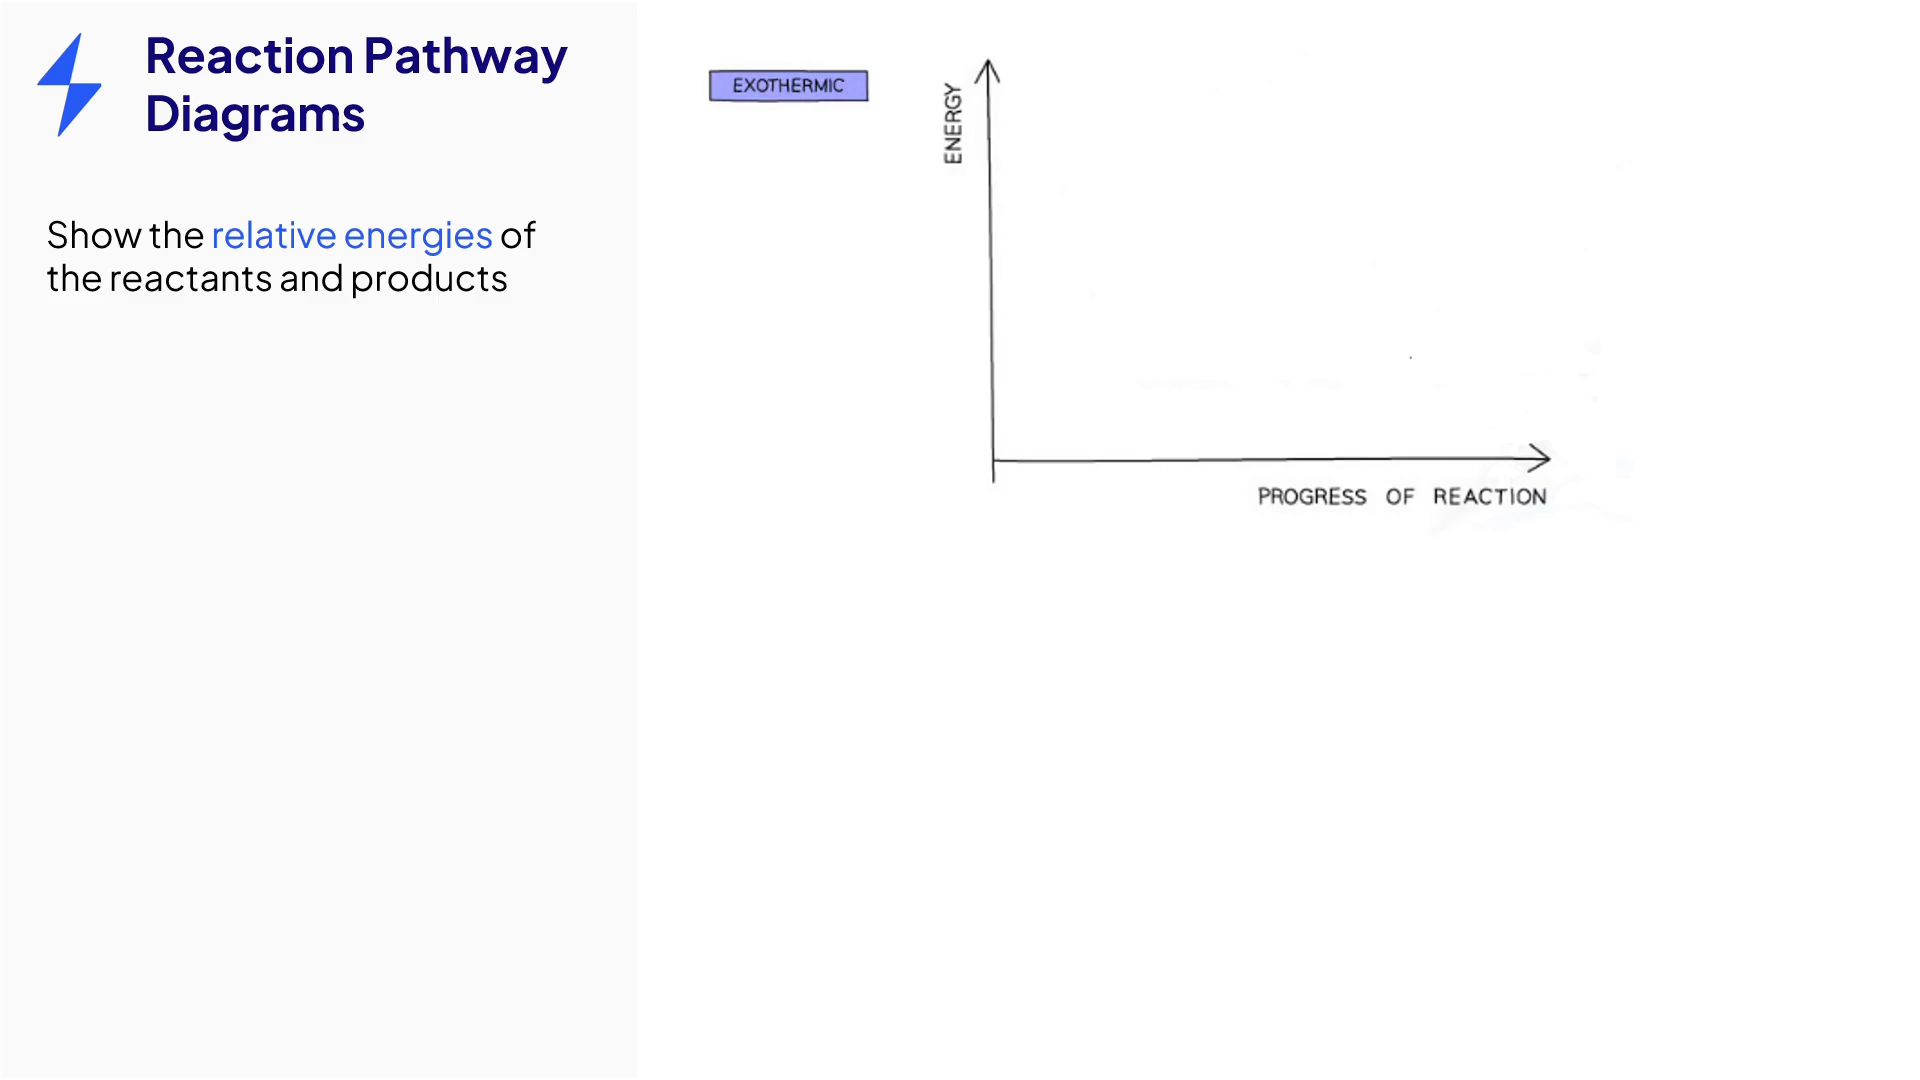 Reaction Pathway
Diagrams
Show the relative energies of
the reactants and products
EXOTHERMIC
ENERGY
PROGRESS OF REACTION